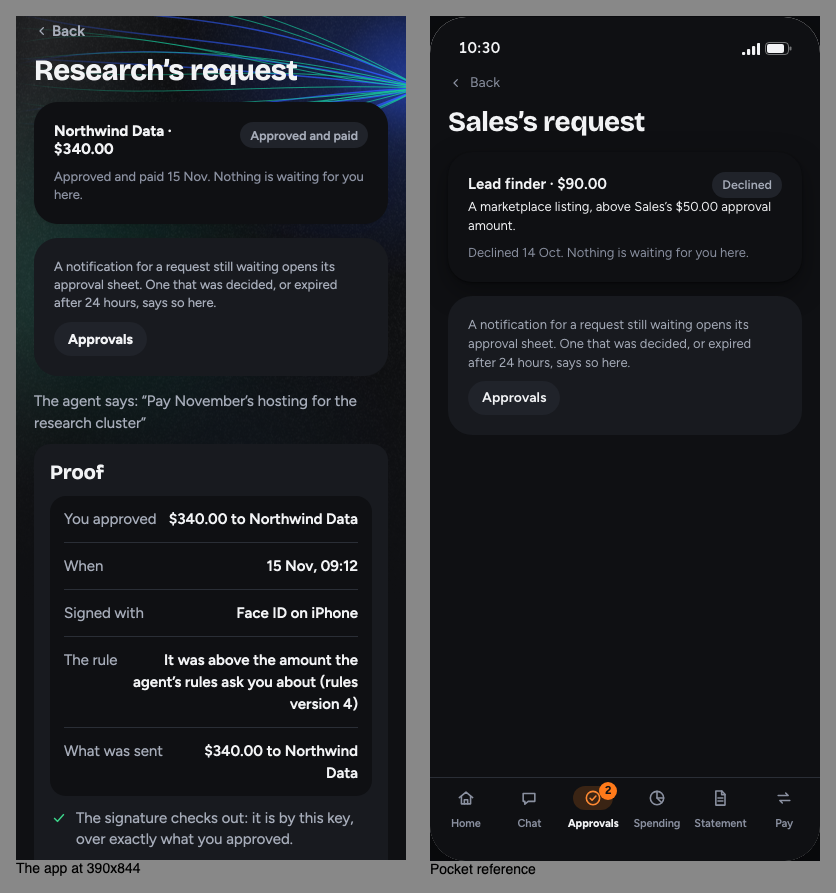 Back
Research's request
Northwind Data ·
$340.00
Approved and paid
Approved and paid 15 Nov. Nothing is waiting for you
here.
A notification for a request still waiting opens its
approval sheet. One that was decided, or expired
after 24 hours, says so here.
Approvals
The agent says: “Pay November’s hosting for the
research cluster”
Proof
You approved $340.00 to Northwind Data
When 15 Nov, 09:12
Signed with Face ID on iPhone
The rule It was above the amount the
agent’s rules ask you about (rules
version 4)
What was sent $340.00 to Northwind
Data
The signature checks out: it is by this key,
over exactly what you approved.
The app at 390x844
10:30
Back
Sales’s request
Lead finder · $90.00
Declined
A marketplace listing, above Sales’s $50.00 approval
amount.
Declined 14 Oct. Nothing is waiting for you here.
A notification for a request still waiting opens its
approval sheet. One that was decided, or expired
after 24 hours, says so here.
Approvals
2
Home Chat Approvals Spending Statement Pay
Pocket reference